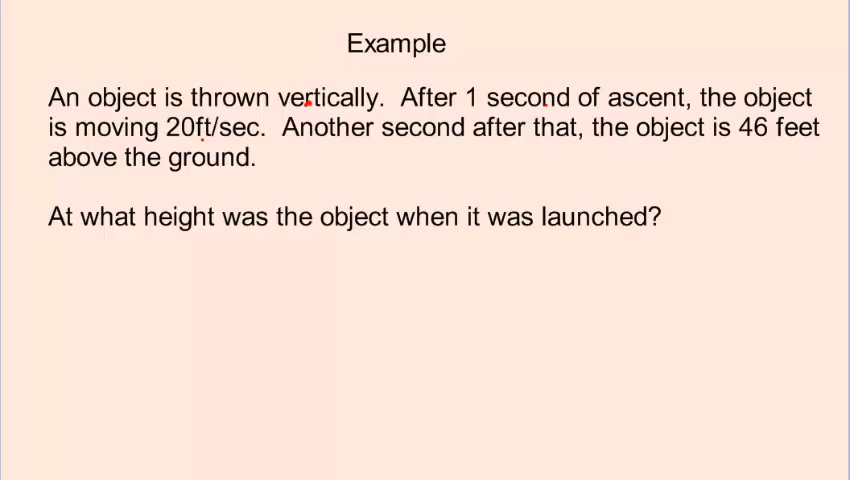 Example
An object is thrown vertically.  After 1 second of ascent, the object
is moving 20ft/sec.  Another second after that, the object is 46 feet
above the ground.
At what height was the object when it was launched?